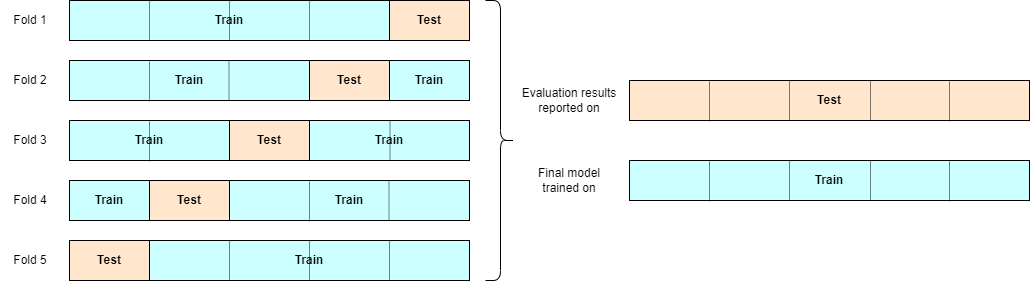 Fold 1
Train
Test
Fold 2
Train
Test
Train
Fold 3
Train
Test
Train
Fold 4
Train
Test
Train
Fold 5
Test
Train
Evaluation results
reported on
Test
Final model
trained on
Train